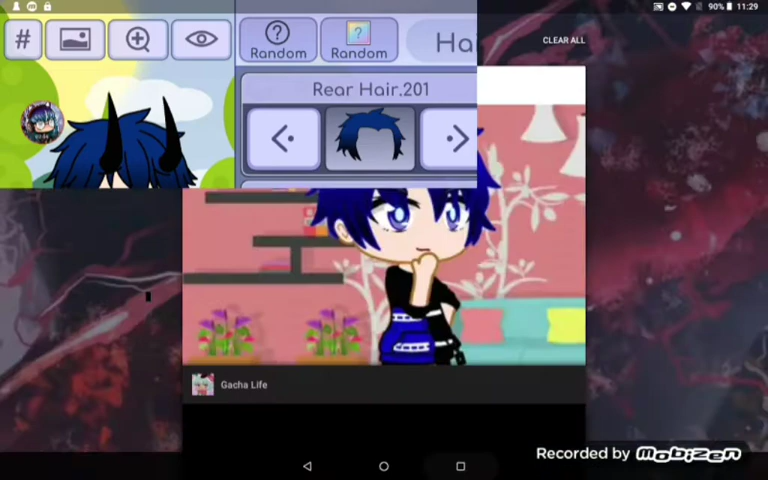 90% 11:29
#
Random
Random
Ha
CLEAR ALL
Rear Hair.201
Gacha Life
Recorded by Mobizen